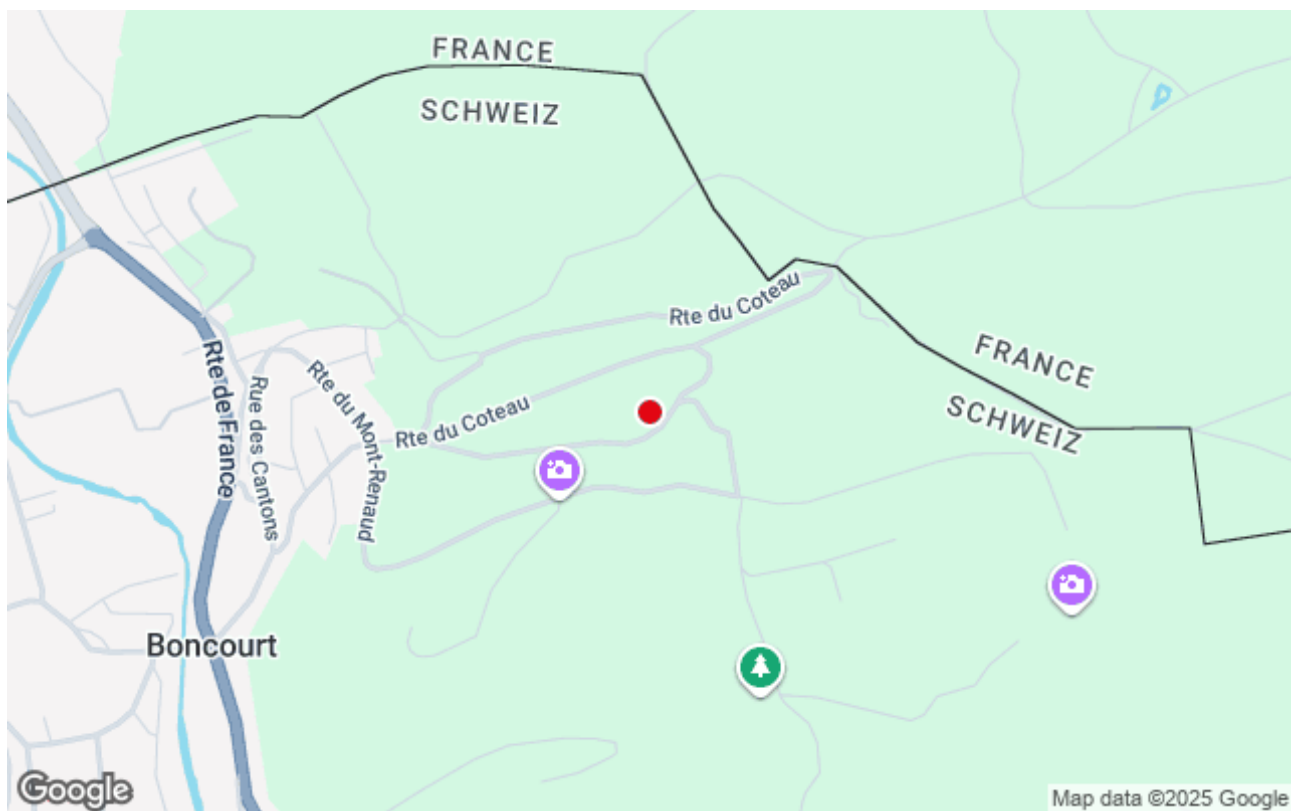 FRANCE
SCHWEIZ
Rte du Coteau
FRANCE
SCHWEIZ
Rte de France
Rue des Cantons
Rte du Mont-Renaud
Rte du Coteau
Boncourt
Google
Map data ©2025 Google